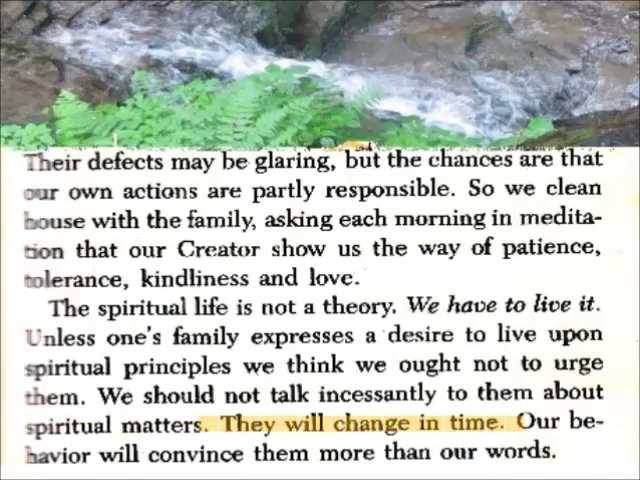 Their defects may be glaring, but the chances are that
our own actions are partly responsible. So we clean
house with the family, asking each morning in medita-
tion that our Creator show us the way of patience,
tolerance, kindliness and love.
The spiritual life is not a theory. We have to live it.
Unless one's family expresses a desire to live upon
spiritual principles we think we ought not to urge
them. We should not talk incessantly to them about
spiritual matters. They will change in time. Our be-
havior will convince them more than our words.